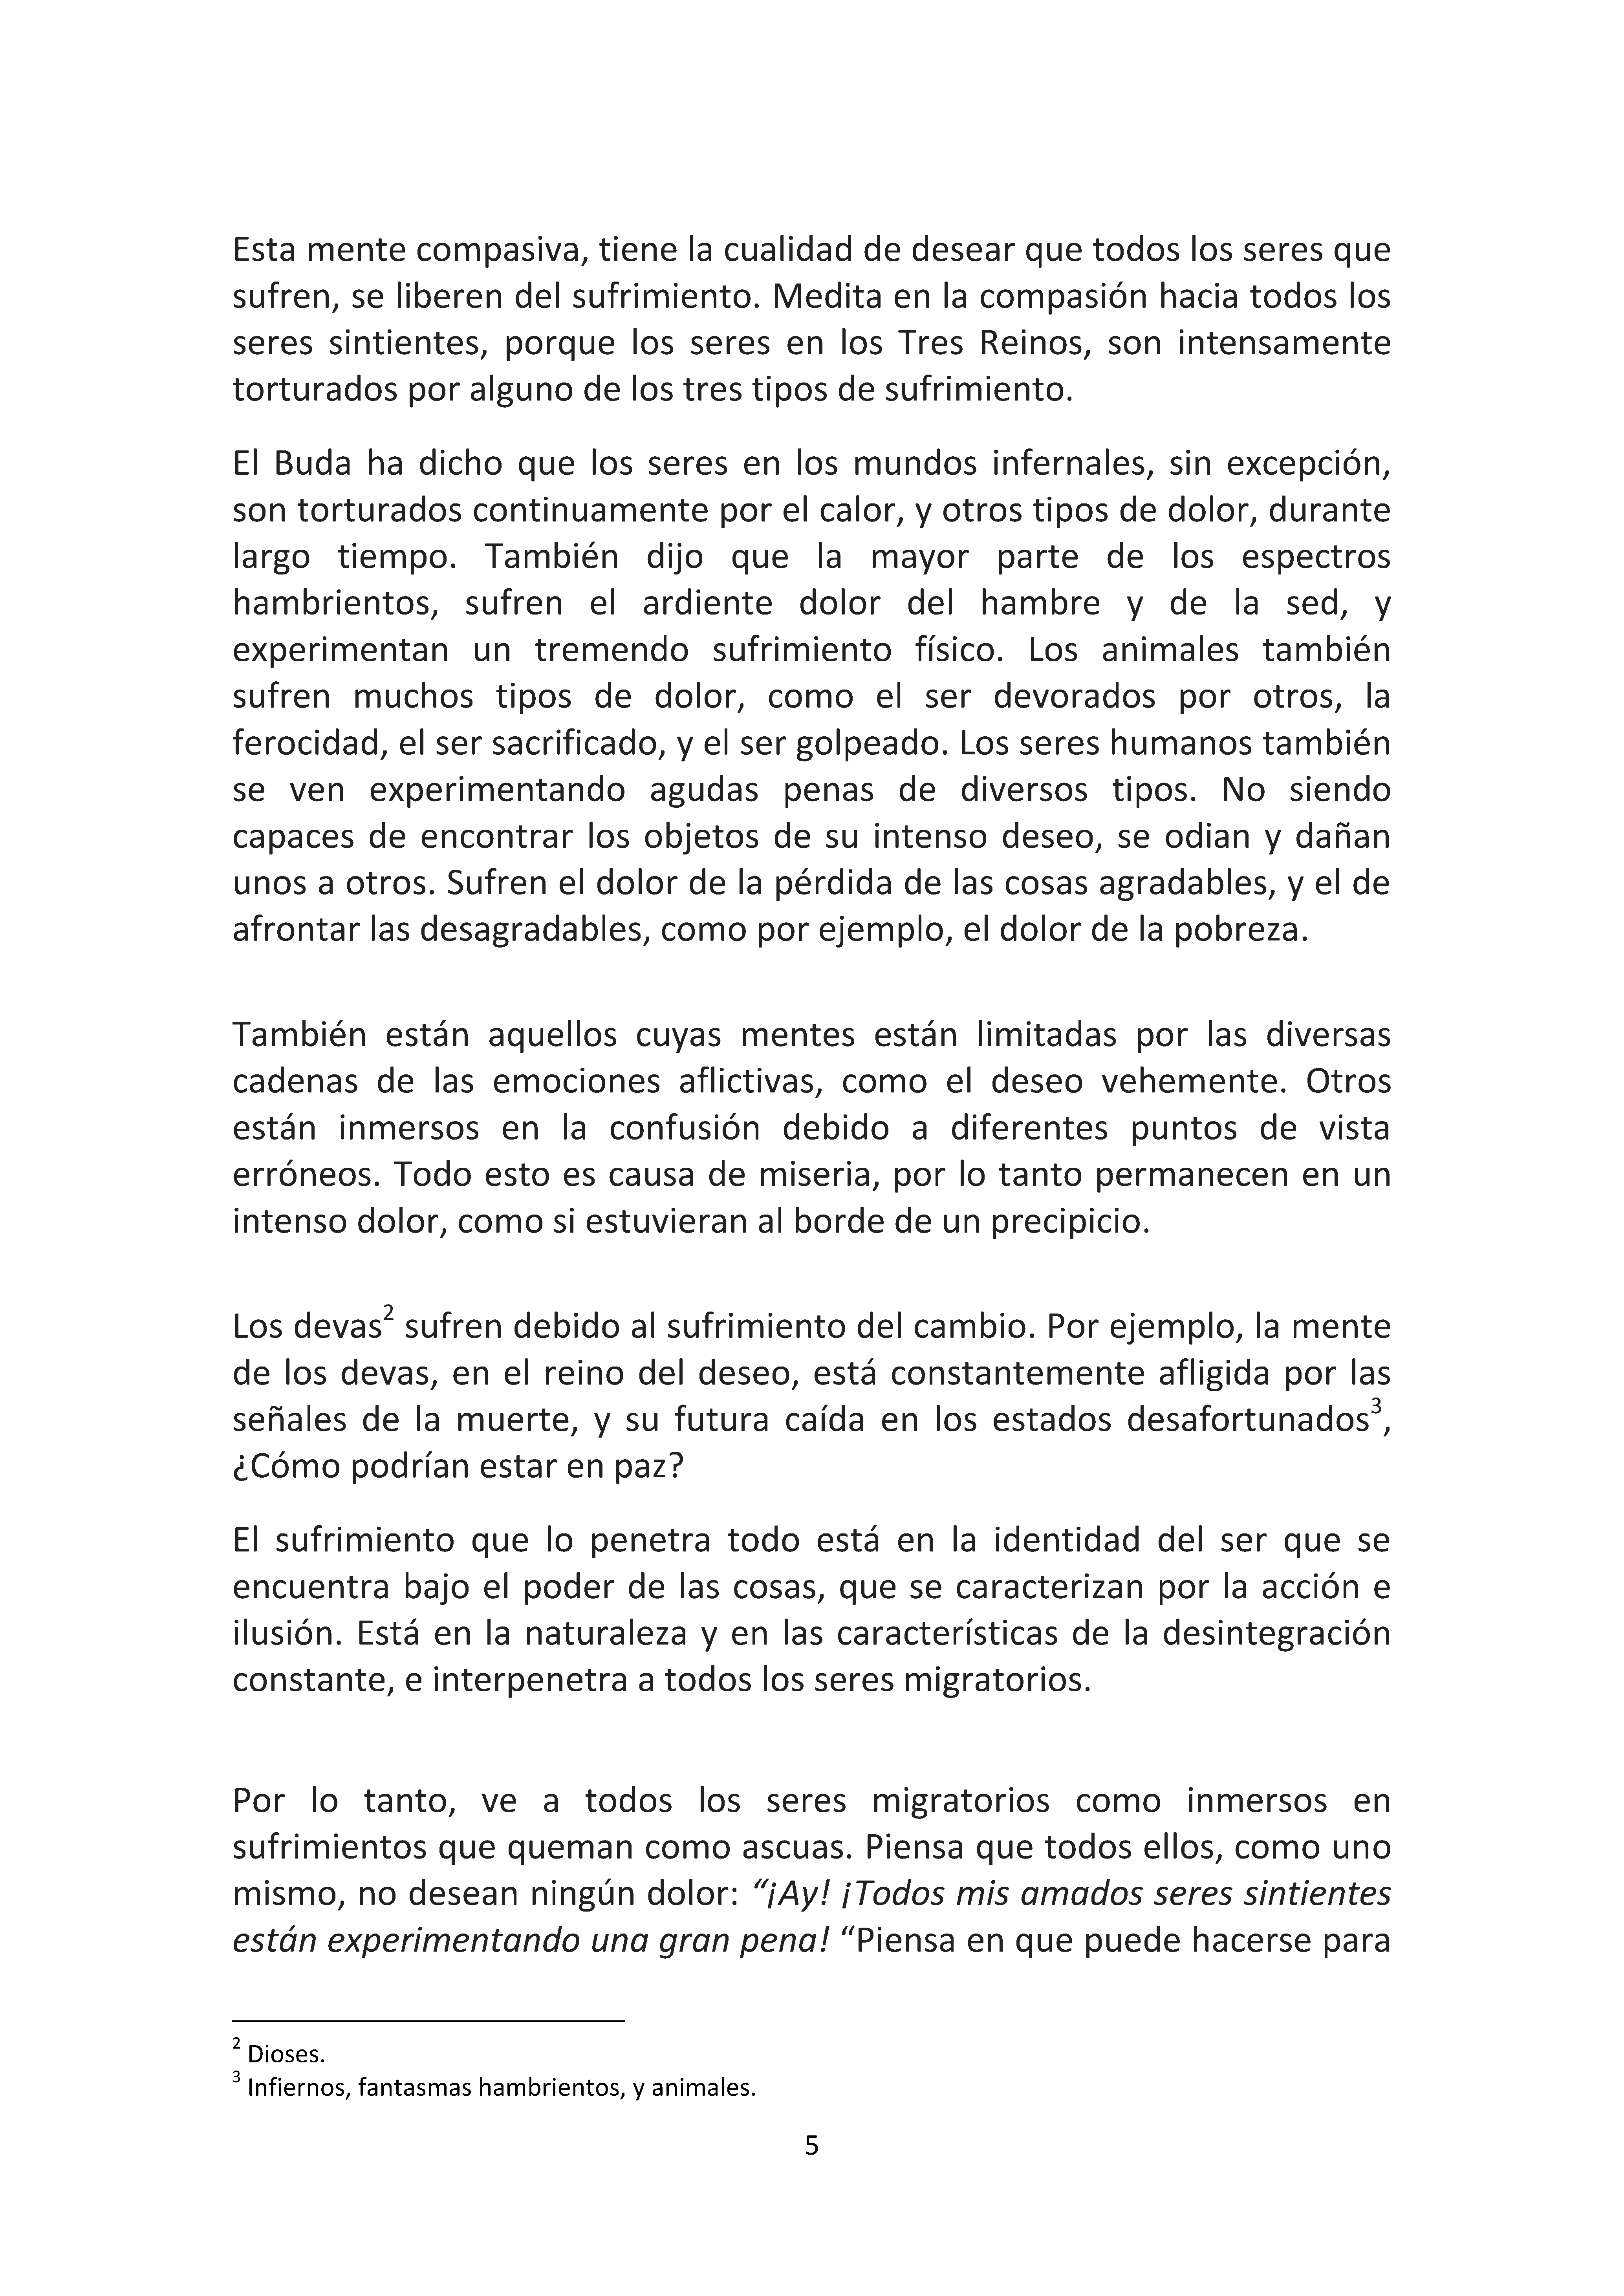 Esta mente compasiva, tiene la cualidad de desear que todos los seres que
sufren, se liberen del sufrimiento. Medita en la compasión hacia todos los
seres sintientes, porque los seres en los Tres Reinos, son intensamente
torturados por alguno de los tres tipos de sufrimiento.
El Buda ha dicho que los seres en los mundos infernales, sin excepción,
son torturados continuamente por el calor, y otros tipos de dolor, durante
largo tiempo. También dijo que la mayor parte de los espectros
hambrientos, sufren el ardiente dolor del hambre y de la sed, y
experimentan un tremendo sufrimiento físico. Los animales también
sufren muchos tipos de dolor, como el ser devorados por otros, la
ferocidad, el ser sacrificado, y el ser golpeado. Los seres humanos también
se ven experimentando agudas penas de diversos tipos. No siendo
capaces de encontrar los objetos de su intenso deseo, se odian y dañan
unos a otros. Sufren el dolor de la pérdida de las cosas agradables, y el de
afrontar las desagradables, como por ejemplo, el dolor de la pobreza.
También están aquellos cuyas mentes están limitadas por las diversas
cadenas de las emociones aflictivas, como el deseo vehemente. Otros
están inmersos en la confusión debido a diferentes puntos de vista
erróneos. Todo esto es causa de miseria, por lo tanto permanecen en un
intenso dolor, como si estuvieran al borde de un precipicio.
Los devas² sufren debido al sufrimiento del cambio. Por ejemplo, la mente
de los devas, en el reino del deseo, está constantemente afligida por las
señales de la muerte, y su futura caída en los estados desafortunados³,
¿Cómo podrían estar en paz?
El sufrimiento que lo penetra todo está en la identidad del ser que se
encuentra bajo el poder de las cosas, que se caracterizan por la acción e
ilusión. Está en la naturaleza y en las características de la desintegración
constante, e interpenetra a todos los seres migratorios.
Por lo tanto, ve a todos los seres migratorios como inmersos en
sufrimientos que queman como ascuas. Piensa que todos ellos, como uno
mismo, no desean ningún dolor: “¡Ay! ¡Todos mis amados seres sintientes
están experimentando una gran pena! “Piensa en que puede hacerse para
² Dioses.
³ Infiernos, fantasmas hambrientos, y animales.
5